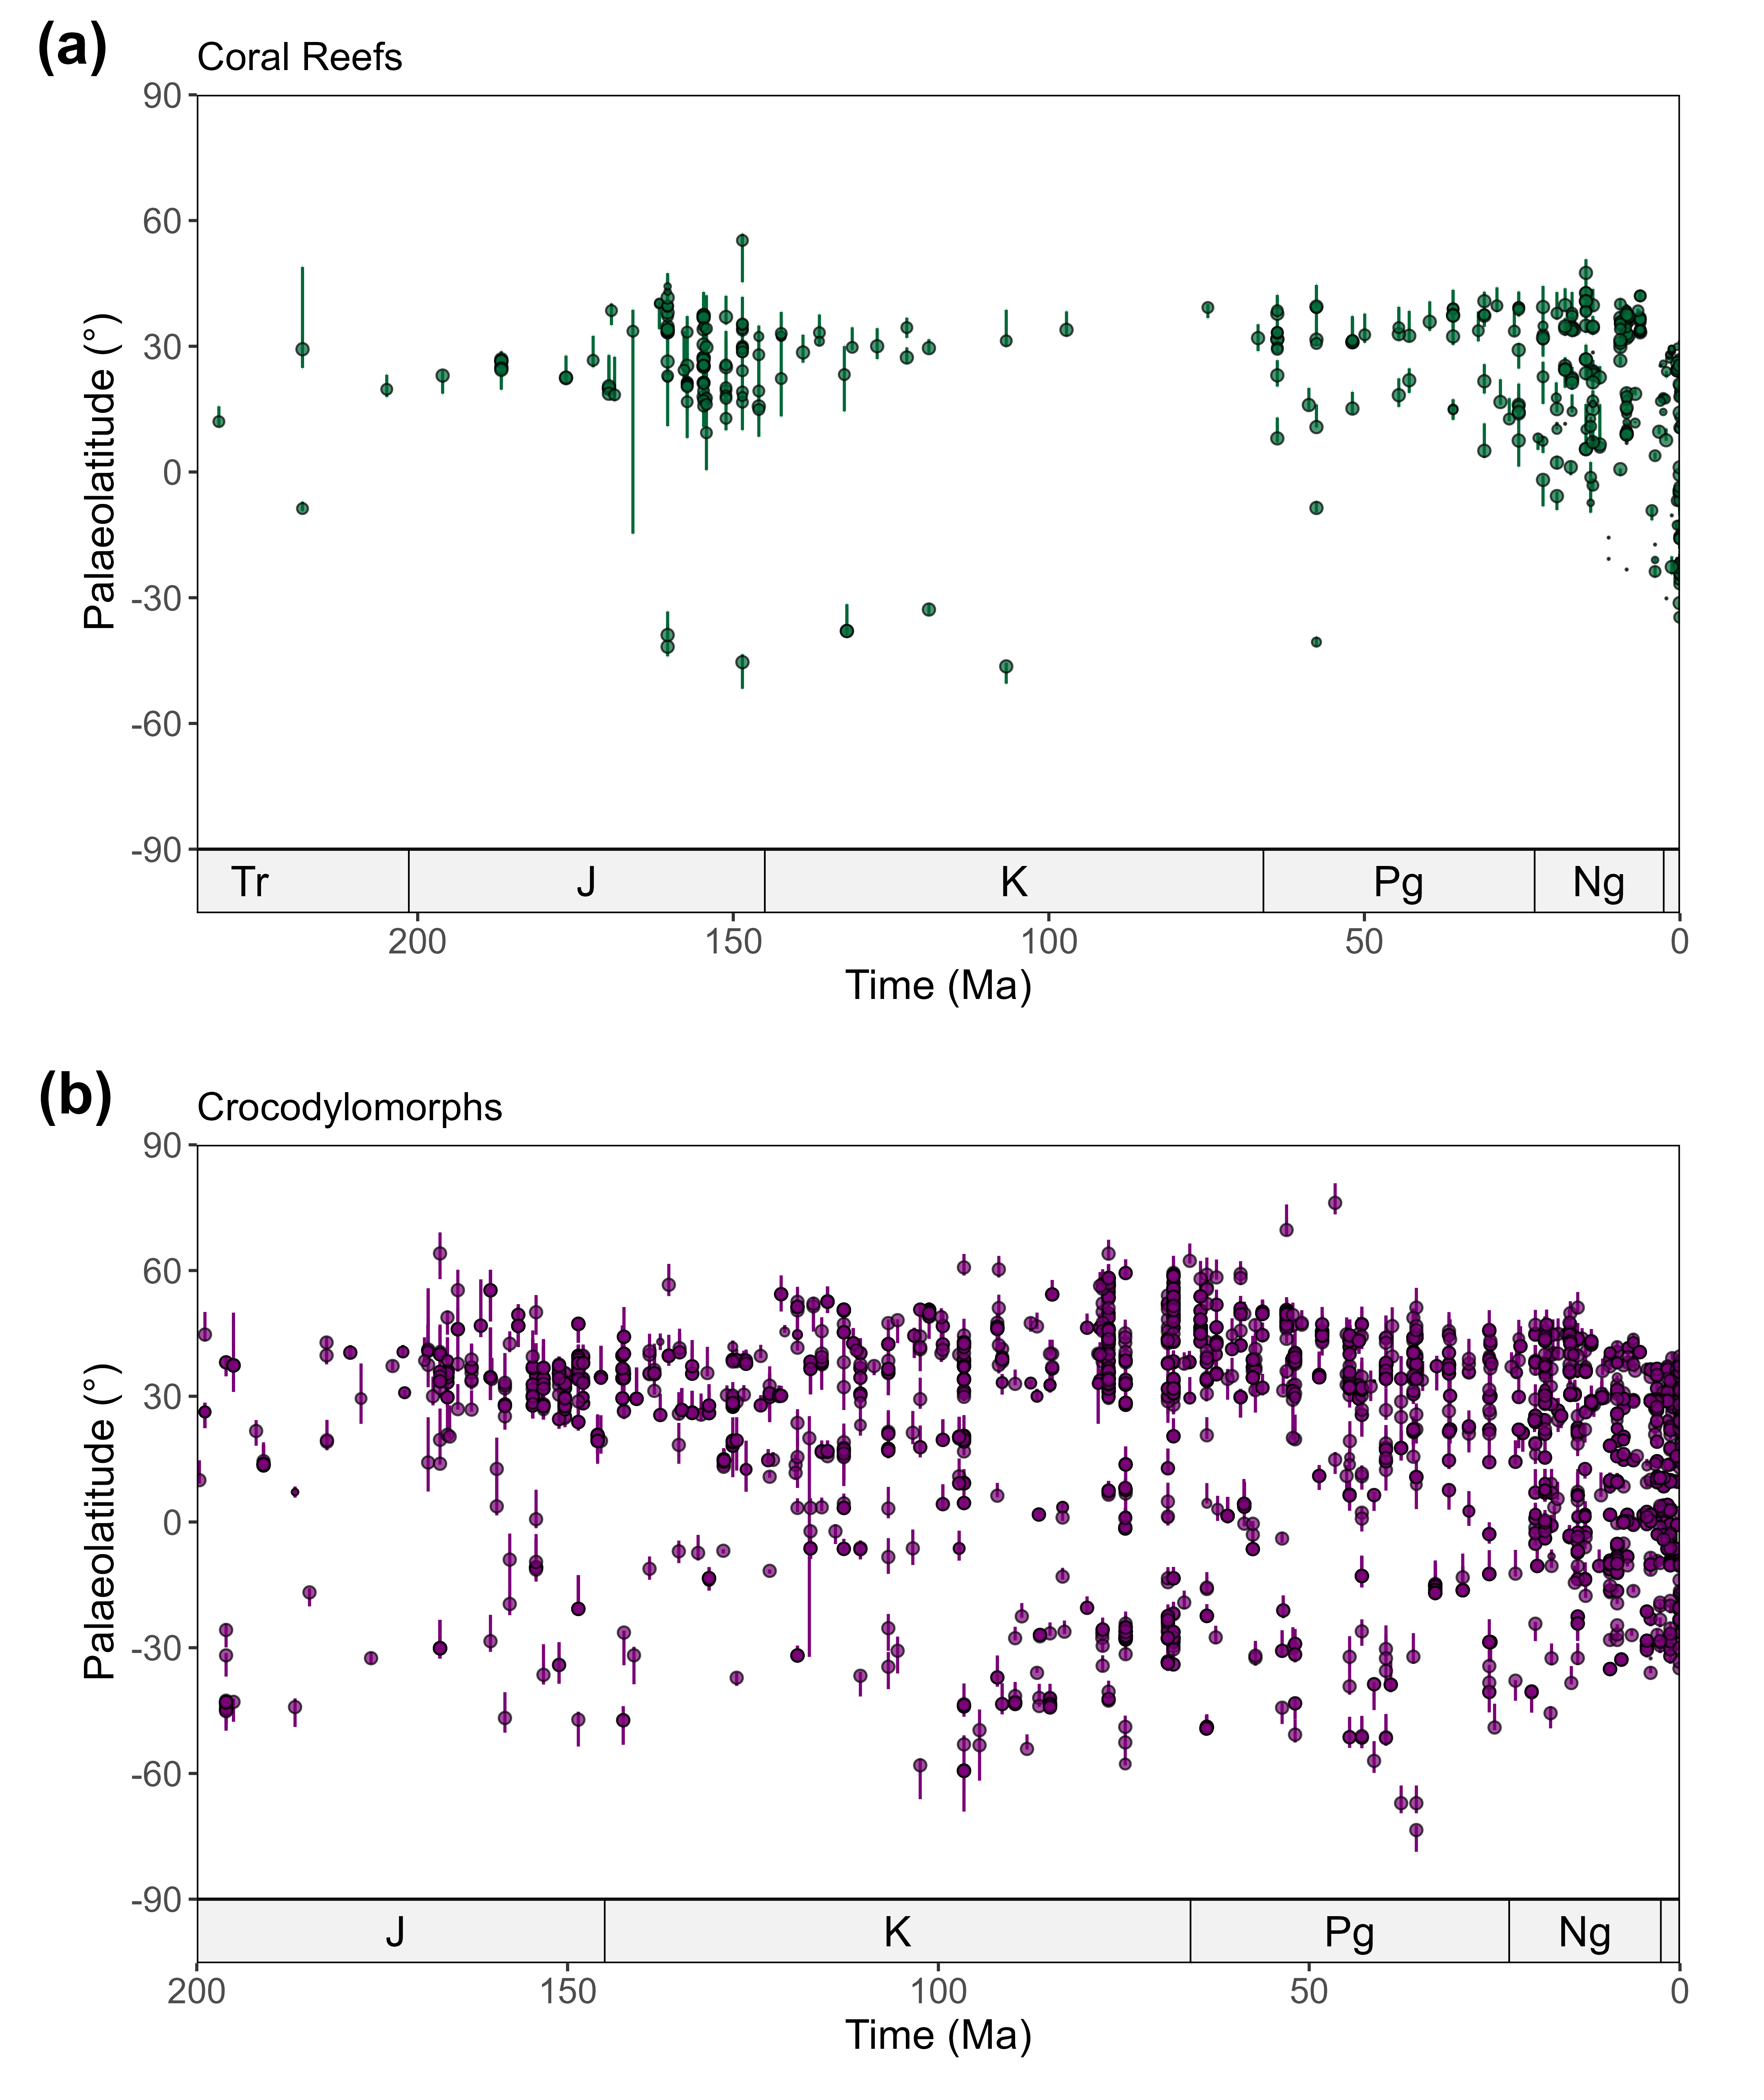 (a)
Coral Reefs
90
60
30
0
-30
-60
-90
Palaeolatitude (°)
Tr J K Pg Ng
200 150 100 50 0
Time (Ma)
(b)
Crocodylomorphs
90
60
30
0
-30
-60
-90
Palaeolatitude (°)
J K Pg Ng
200 150 100 50 0
Time (Ma)